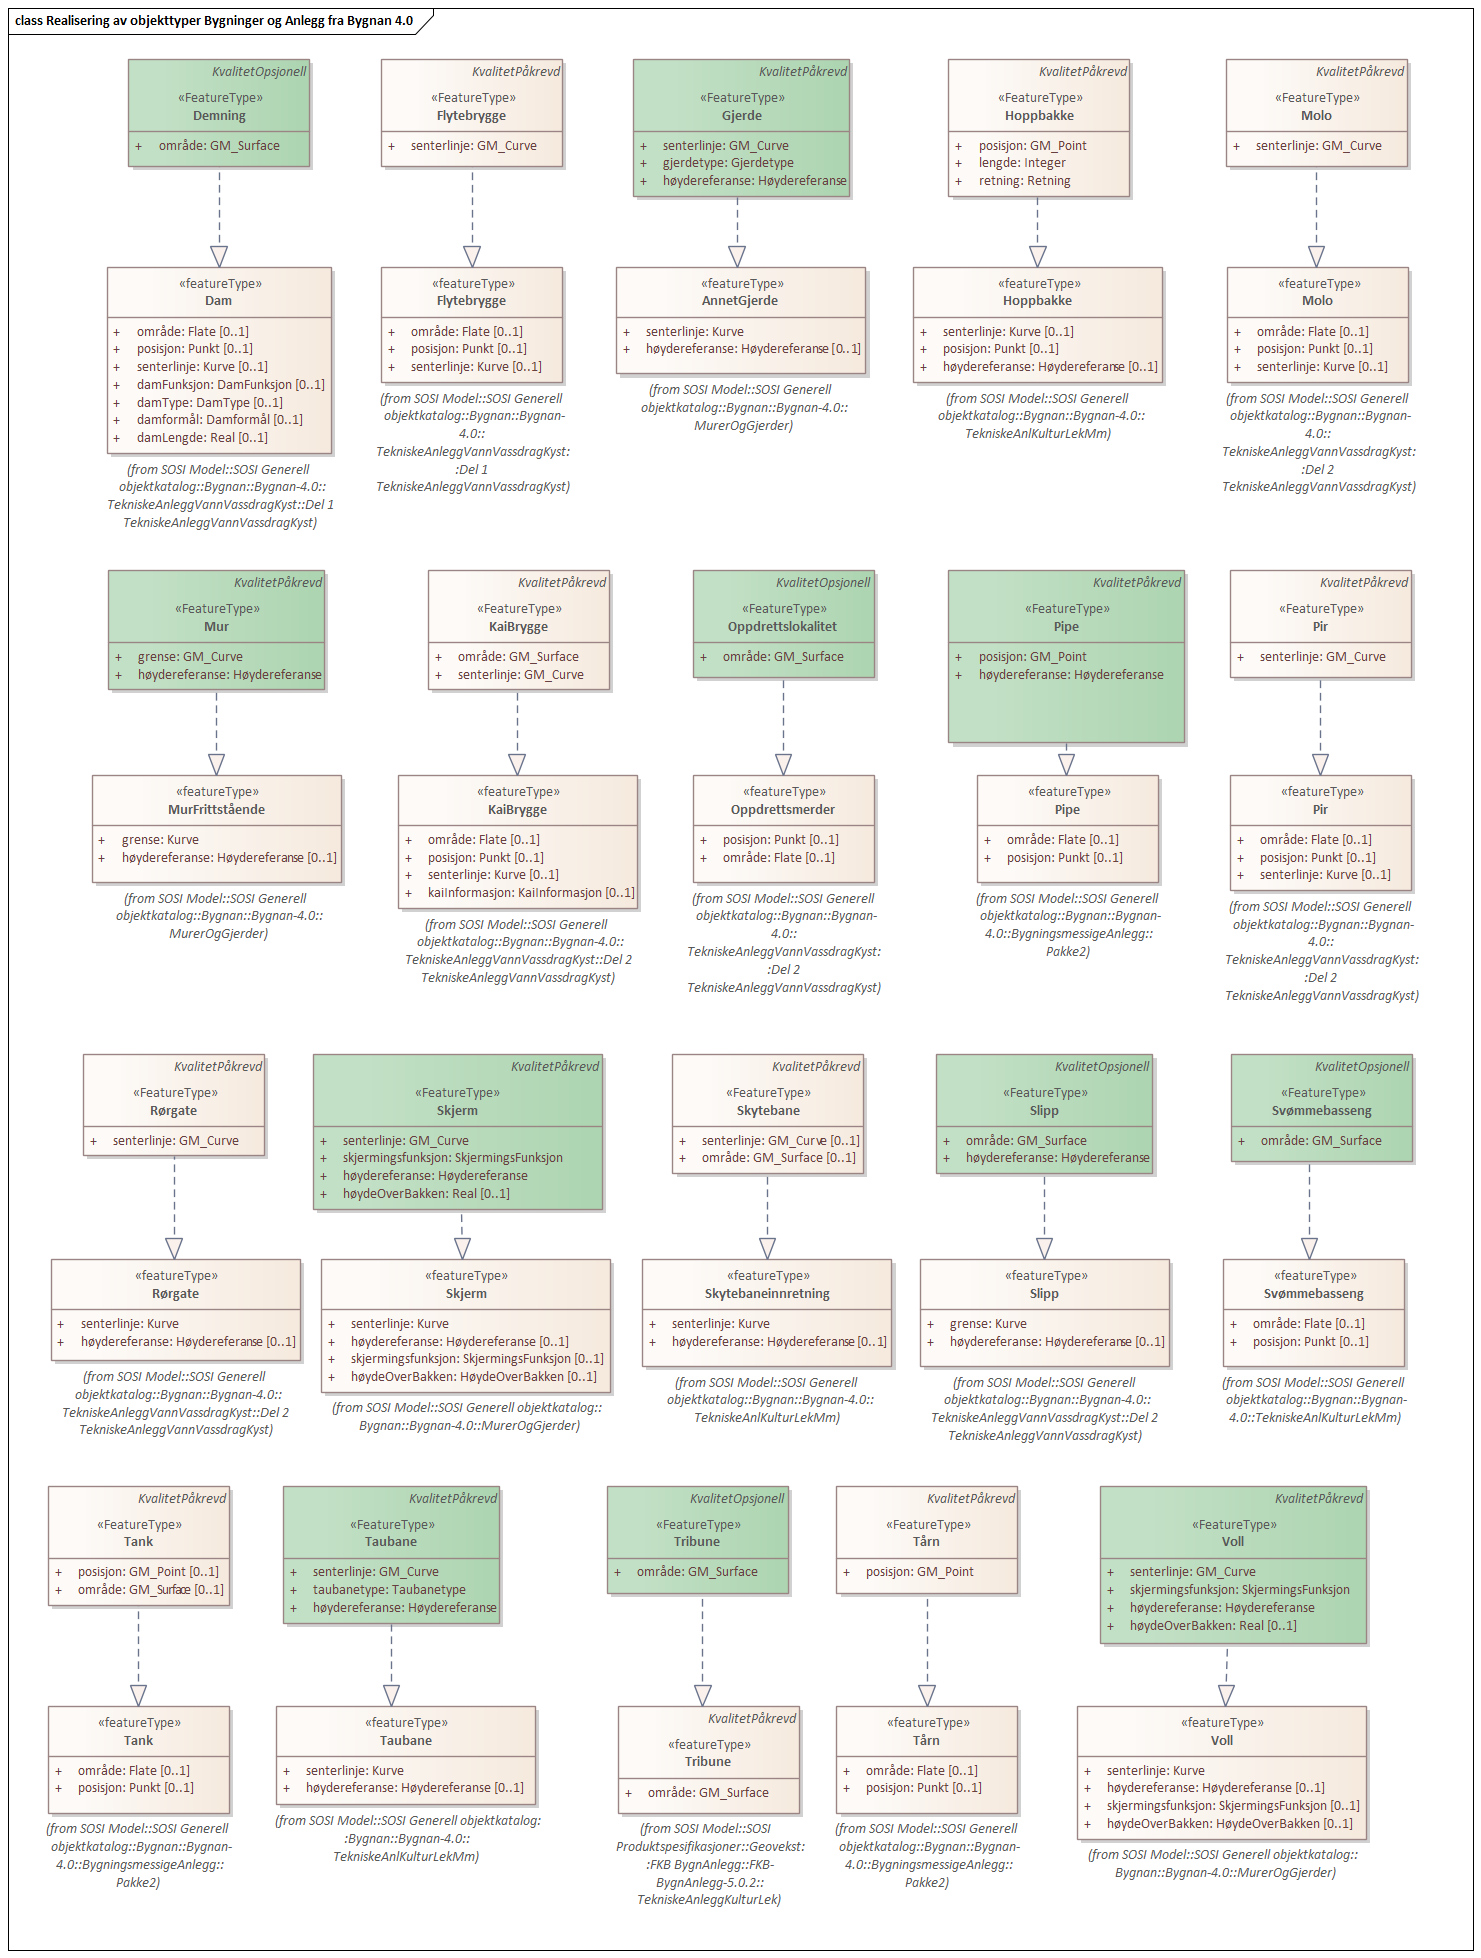 class Realisering av objekttyper Bygninger og Anlegg fra Bygnan 4.0
KvalitetOpsjonell
«FeatureType»
Demning
+ område: GM_Surface
KvalitetPåkrevd
«FeatureType»
Flytebrygge
+ senterlinje: GM_Curve
KvalitetPåkrevd
«FeatureType»
Gjerde
+ senterlinje: GM_Curve
+ gjerdetype: Gjerdetype
+ høydereferanse: Høydereferanse
KvalitetPåkrevd
«FeatureType»
Hoppbakke
+ posisjon: GM_Point
+ lengde: Integer
+ retning: Retning
KvalitetPåkrevd
«FeatureType»
Molo
+ senterlinje: GM_Curve
«featureType»
Dam
+ område: Flate [0..1]
+ posisjon: Punkt [0..1]
+ senterlinje: Kurve [0..1]
+ damFunksjon: DamFunksjon [0..1]
+ damType: DamType [0..1]
+ damformål: Damformål [0..1]
+ damLengde: Real [0..1]
(from SOSI Model::SOSI Generell
objektkatalog::Bygnan::Bygnan-4.0::
TekniskeAnleggVannVassdragKyst::Del 1
TekniskeAnleggVannVassdragKyst)
«featureType»
Flytebrygge
+ område: Flate [0..1]
+ posisjon: Punkt [0..1]
+ senterlinje: Kurve [0..1]
(from SOSI Model::SOSI Generell
objektkatalog::Bygnan::Bygnan-
4.0::
TekniskeAnleggVannVassdragKyst:
:Del 1
TekniskeAnleggVannVassdragKyst)
«featureType»
AnnetGjerde
+ senterlinje: Kurve
+ høydereferanse: Høydereferanse [0..1]
(from SOSI Model::SOSI Generell
objektkatalog::Bygnan::Bygnan-4.0::
MurerOgGjerder)
«featureType»
Hoppbakke
+ senterlinje: Kurve [0..1]
+ posisjon: Punkt [0..1]
+ høydereferanse: Høydereferanse [0..1]
(from SOSI Model::SOSI Generell
objektkatalog::Bygnan::Bygnan-4.0::
TekniskeAnlKulturLekMm)
«featureType»
Molo
+ område: Flate [0..1]
+ posisjon: Punkt [0..1]
+ senterlinje: Kurve [0..1]
(from SOSI Model::SOSI Generell
objektkatalog::Bygnan::Bygnan-
4.0::
TekniskeAnleggVannVassdragKyst:
:Del 2
TekniskeAnleggVannVassdragKyst)
KvalitetPåkrevd
«FeatureType»
Mur
+ grense: GM_Curve
+ høydereferanse: Høydereferanse
KvalitetPåkrevd
«FeatureType»
KaiBrygge
+ område: GM_Surface
+ senterlinje: GM_Curve
KvalitetOpsjonell
«FeatureType»
Oppdrettslokalitet
+ område: GM_Surface
KvalitetPåkrevd
«FeatureType»
Pipe
+ posisjon: GM_Point
+ høydereferanse: Høydereferanse
KvalitetPåkrevd
«FeatureType»
Pir
+ senterlinje: GM_Curve
«featureType»
MurFrittstående
+ grense: Kurve
+ høydereferanse: Høydereferanse [0..1]
(from SOSI Model::SOSI Generell
objektkatalog::Bygnan::Bygnan-4.0::
MurerOgGjerder)
«featureType»
KaiBrygge
+ område: Flate [0..1]
+ posisjon: Punkt [0..1]
+ senterlinje: Kurve [0..1]
+ kaiInformasjon: KaiInformasjon [0..1]
(from SOSI Model::SOSI Generell
objektkatalog::Bygnan::Bygnan-4.0::
TekniskeAnleggVannVassdragKyst::Del 2
TekniskeAnleggVannVassdragKyst)
«featureType»
Oppdrettsmerder
+ posisjon: Punkt [0..1]
+ område: Flate [0..1]
(from SOSI Model::SOSI Generell
objektkatalog::Bygnan::Bygnan-
4.0::
TekniskeAnleggVannVassdragKyst:
:Del 2
TekniskeAnleggVannVassdragKyst)
«featureType»
Pipe
+ område: Flate [0..1]
+ posisjon: Punkt [0..1]
(from SOSI Model::SOSI Generell
objektkatalog::Bygnan::Bygnan-
4.0::BygningsmessigeAnlegg::
Pakke2)
«featureType»
Pir
+ område: Flate [0..1]
+ posisjon: Punkt [0..1]
+ senterlinje: Kurve [0..1]
(from SOSI Model::SOSI Generell
objektkatalog::Bygnan::Bygnan-
4.0::
TekniskeAnleggVannVassdragKyst:
:Del 2
TekniskeAnleggVannVassdragKyst)
KvalitetPåkrevd
«FeatureType»
Rørgate
+ senterlinje: GM_Curve
KvalitetPåkrevd
«FeatureType»
Skjerm
+ senterlinje: GM_Curve
+ skjermingsfunksjon: SkjermingsFunksjon
+ høydereferanse: Høydereferanse
+ høydeOverBakken: Real [0..1]
KvalitetPåkrevd
«FeatureType»
Skytebane
+ senterlinje: GM_Curve [0..1]
+ område: GM_Surface [0..1]
KvalitetOpsjonell
«FeatureType»
Slipp
+ område: GM_Surface
+ høydereferanse: Høydereferanse
KvalitetOpsjonell
«FeatureType»
Svømmebasseng
+ område: GM_Surface
«featureType»
Rørgate
+ senterlinje: Kurve
+ høydereferanse: Høydereferanse [0..1]
(from SOSI Model::SOSI Generell
objektkatalog::Bygnan::Bygnan-4.0::
TekniskeAnleggVannVassdragKyst::Del 2
TekniskeAnleggVannVassdragKyst)
«featureType»
Skjerm
+ senterlinje: Kurve
+ høydereferanse: Høydereferanse [0..1]
+ skjermingsfunksjon: SkjermingsFunksjon [0..1]
+ høydeOverBakken: HøydeOverBakken [0..1]
(from SOSI Model::SOSI Generell objektkatalog::
Bygnan::Bygnan-4.0::MurerOgGjerder)
«featureType»
Skytebaneinnretning
+ senterlinje: Kurve
+ høydereferanse: Høydereferanse [0..1]
(from SOSI Model::SOSI Generell
objektkatalog::Bygnan::Bygnan-4.0::
TekniskeAnlKulturLekMm)
«featureType»
Slipp
+ grense: Kurve
+ høydereferanse: Høydereferanse [0..1]
(from SOSI Model::SOSI Generell
objektkatalog::Bygnan::Bygnan-4.0::
TekniskeAnleggVannVassdragKyst::Del 2
TekniskeAnleggVannVassdragKyst)
«featureType»
Svømmebasseng
+ område: Flate [0..1]
+ posisjon: Punkt [0..1]
(from SOSI Model::SOSI Generell
objektkatalog::Bygnan::Bygnan-
4.0::TekniskeAnlKulturLekMm)
KvalitetPåkrevd
«FeatureType»
Tank
+ posisjon: GM_Point [0..1]
+ område: GM_Surface [0..1]
KvalitetPåkrevd
«FeatureType»
Taubane
+ senterlinje: GM_Curve
+ taubanetype: Taubanetype
+ høydereferanse: Høydereferanse
KvalitetOpsjonell
«FeatureType»
Tribune
+ område: GM_Surface
KvalitetPåkrevd
«FeatureType»
Tårn
+ posisjon: GM_Point
KvalitetPåkrevd
«FeatureType»
Voll
+ senterlinje: GM_Curve
+ skjermingsfunksjon: SkjermingsFunksjon
+ høydereferanse: Høydereferanse
+ høydeOverBakken: Real [0..1]
«featureType»
Tank
+ område: Flate [0..1]
+ posisjon: Punkt [0..1]
(from SOSI Model::SOSI Generell
objektkatalog::Bygnan::Bygnan-
4.0::BygningsmessigeAnlegg::
Pakke2)
«featureType»
Taubane
+ senterlinje: Kurve
+ høydereferanse: Høydereferanse [0..1]
(from SOSI Model::SOSI Generell objektkatalog:
:Bygnan::Bygnan-4.0::
TekniskeAnlKulturLekMm)
KvalitetPåkrevd
«featureType»
Tribune
+ område: GM_Surface
(from SOSI Model::SOSI
Produktspesifikasjoner::Geovekst:
:FKB BygnAnlegg::FKB-
BygnAnlegg-5.0.2::
TekniskeAnleggKulturLek)
«featureType»
Tårn
+ område: Flate [0..1]
+ posisjon: Punkt [0..1]
(from SOSI Model::SOSI Generell
objektkatalog::Bygnan::Bygnan-
4.0::BygningsmessigeAnlegg::
Pakke2)
«featureType»
Voll
+ senterlinje: Kurve
+ høydereferanse: Høydereferanse [0..1]
+ skjermingsfunksjon: SkjermingsFunksjon [0..1]
+ høydeOverBakken: HøydeOverBakken [0..1]
(from SOSI Model::SOSI Generell objektkatalog::
Bygnan::Bygnan-4.0::MurerOgGjerder)